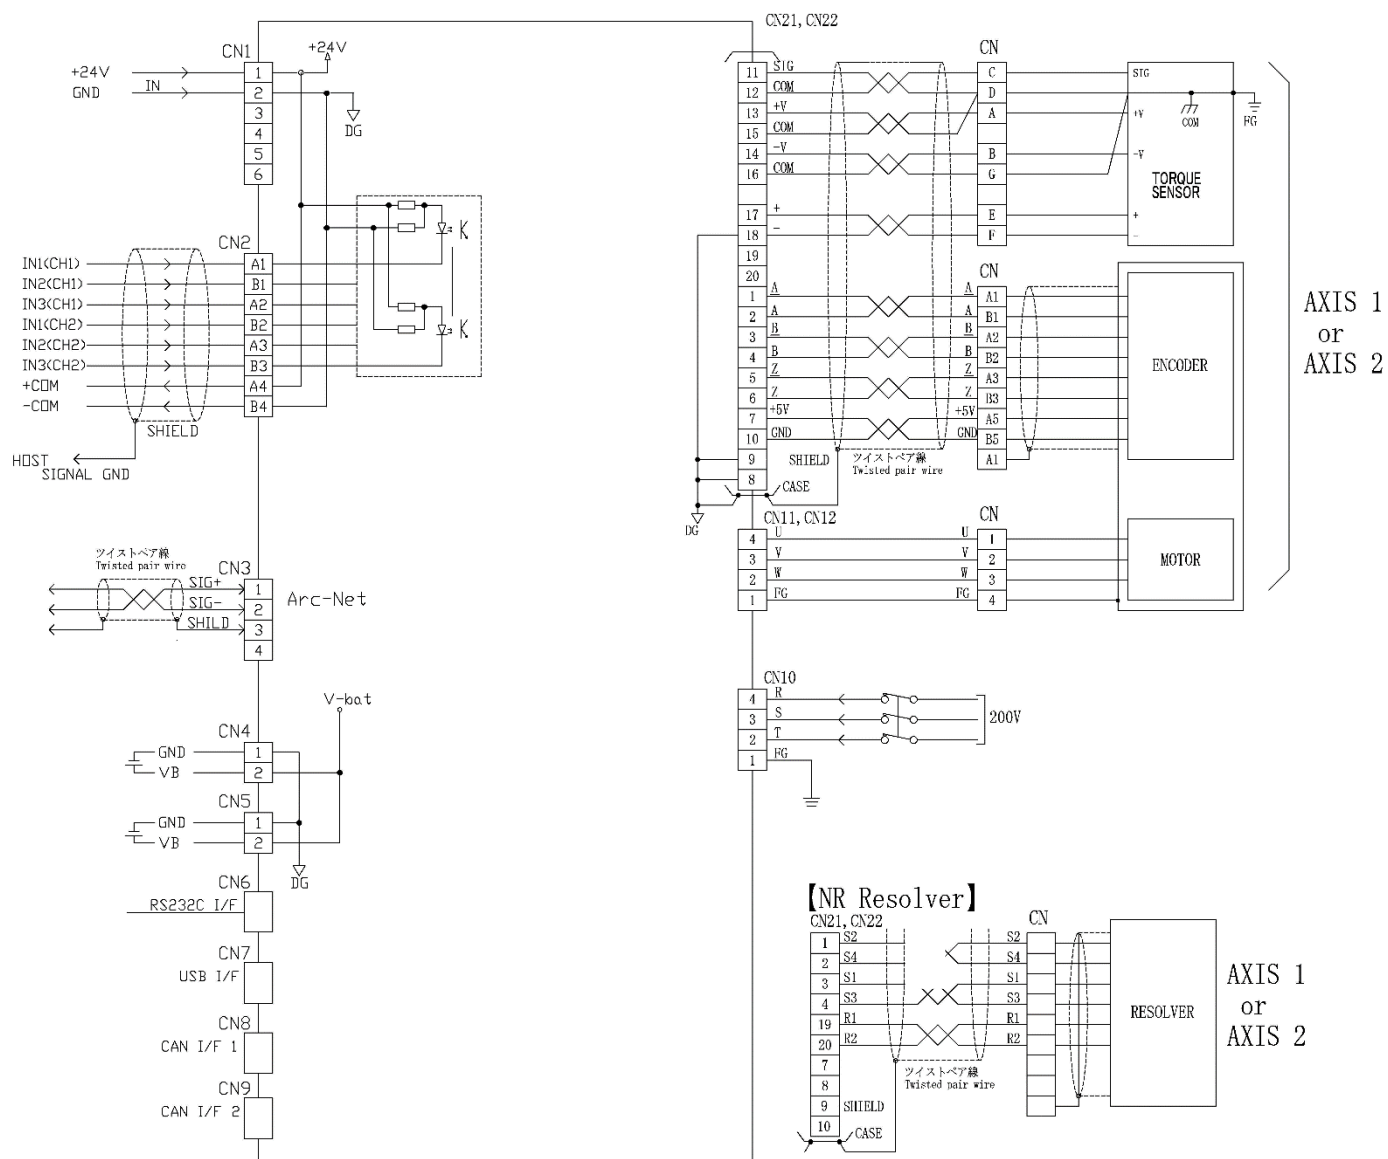 CN1
+24V
+24V
GND
IN
1
2
3
4
5
6
DG
CN2
IN1(CH1)
A1
IN2(CH1)
B1
IN3(CH1)
A2
IN1(CH2)
B2
IN2(CH2)
A3
IN3(CH2)
B3
+COM
A4
-COM
B4
K
K
SHIELD
HOST
SIGNAL GND
ツイストペア線
Twisted pair wire
CN3
SIG+
1
SIG-
2
SHILD
3
4
Arc-Net
V-bat
CN4
GND
1
VB
2
CN5
GND
1
VB
2
DG
CN6
RS232C I/F
CN7
USB I/F
CN8
CAN I/F 1
CN9
CAN I/F 2
CN21, CN22
CN
11 SIG C SIG
12 COM D
COM
FG
13 +V A +V
15 COM
14 -V B -V
16 COM G
TORQUE
SENSOR
17 + E +
18 - F -
19
20
CN
1 A A A1
2 A A B1
3 B B A2
4 B B B2
5 Z Z A3
6 Z Z B3
7 +5V +5V A5
10 GND GND B5
9 SHIELD A1
8
ツイストペア線
Twisted pair wire
CASE
DG
ENCODER
AXIS 1
or
AXIS 2
CN11, CN12
CN
4 U U 1
3 V V 2
2 W W 3
1 FG FG 4
MOTOR
CN10
4 R
3 S
2 T
1 FG
200V
【NR Resolver】
CN21, CN22
CN
1 S2 S2
2 S4 S4
3 S1 S1
4 S3 S3
19 R1 R1
20 R2 R2
7
8
9 SHIELD
10
ツイストペア線
Twisted pair wire
CASE
RESOLVER
AXIS 1
or
AXIS 2